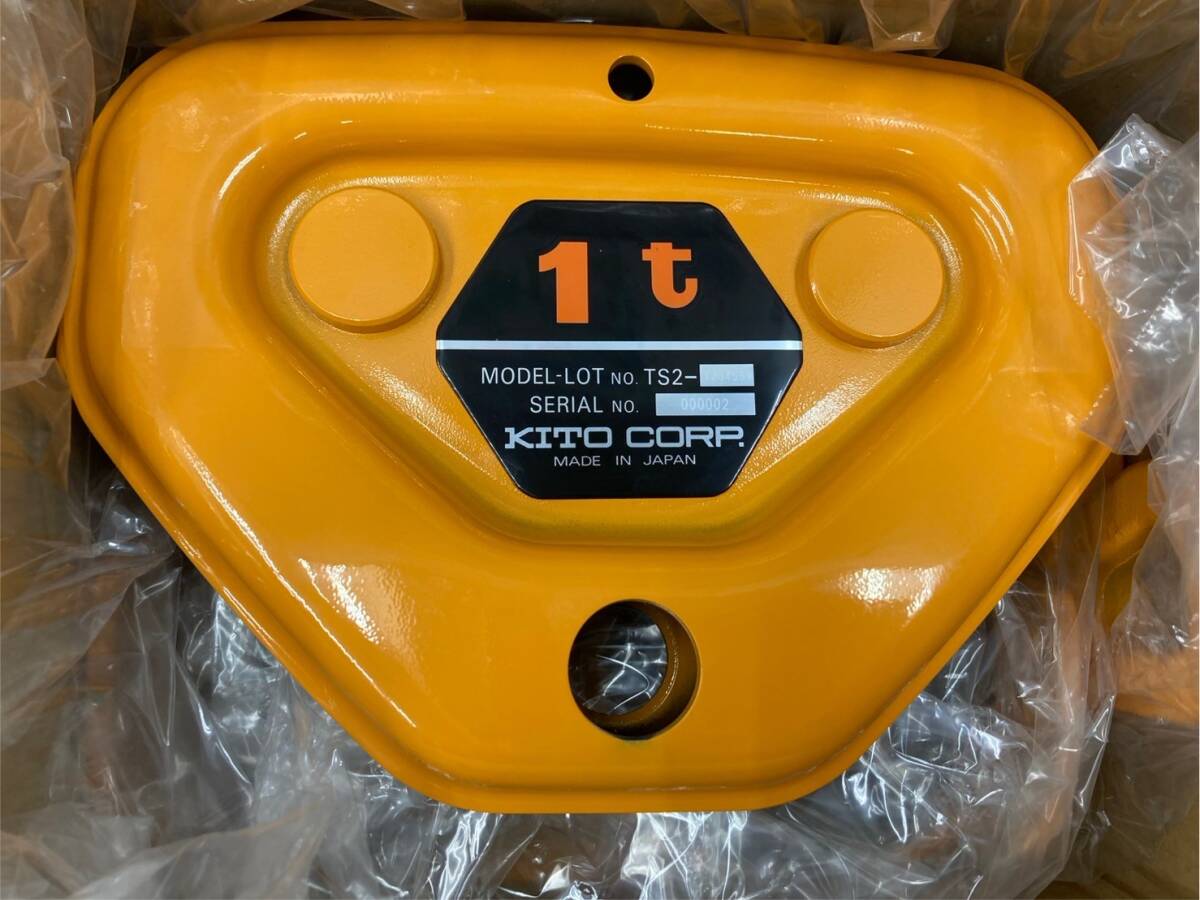 1 t
MODEL-LOT NO. TS2-
SERIAL NO. 000002
KITO CORP.
MADE IN JAPAN